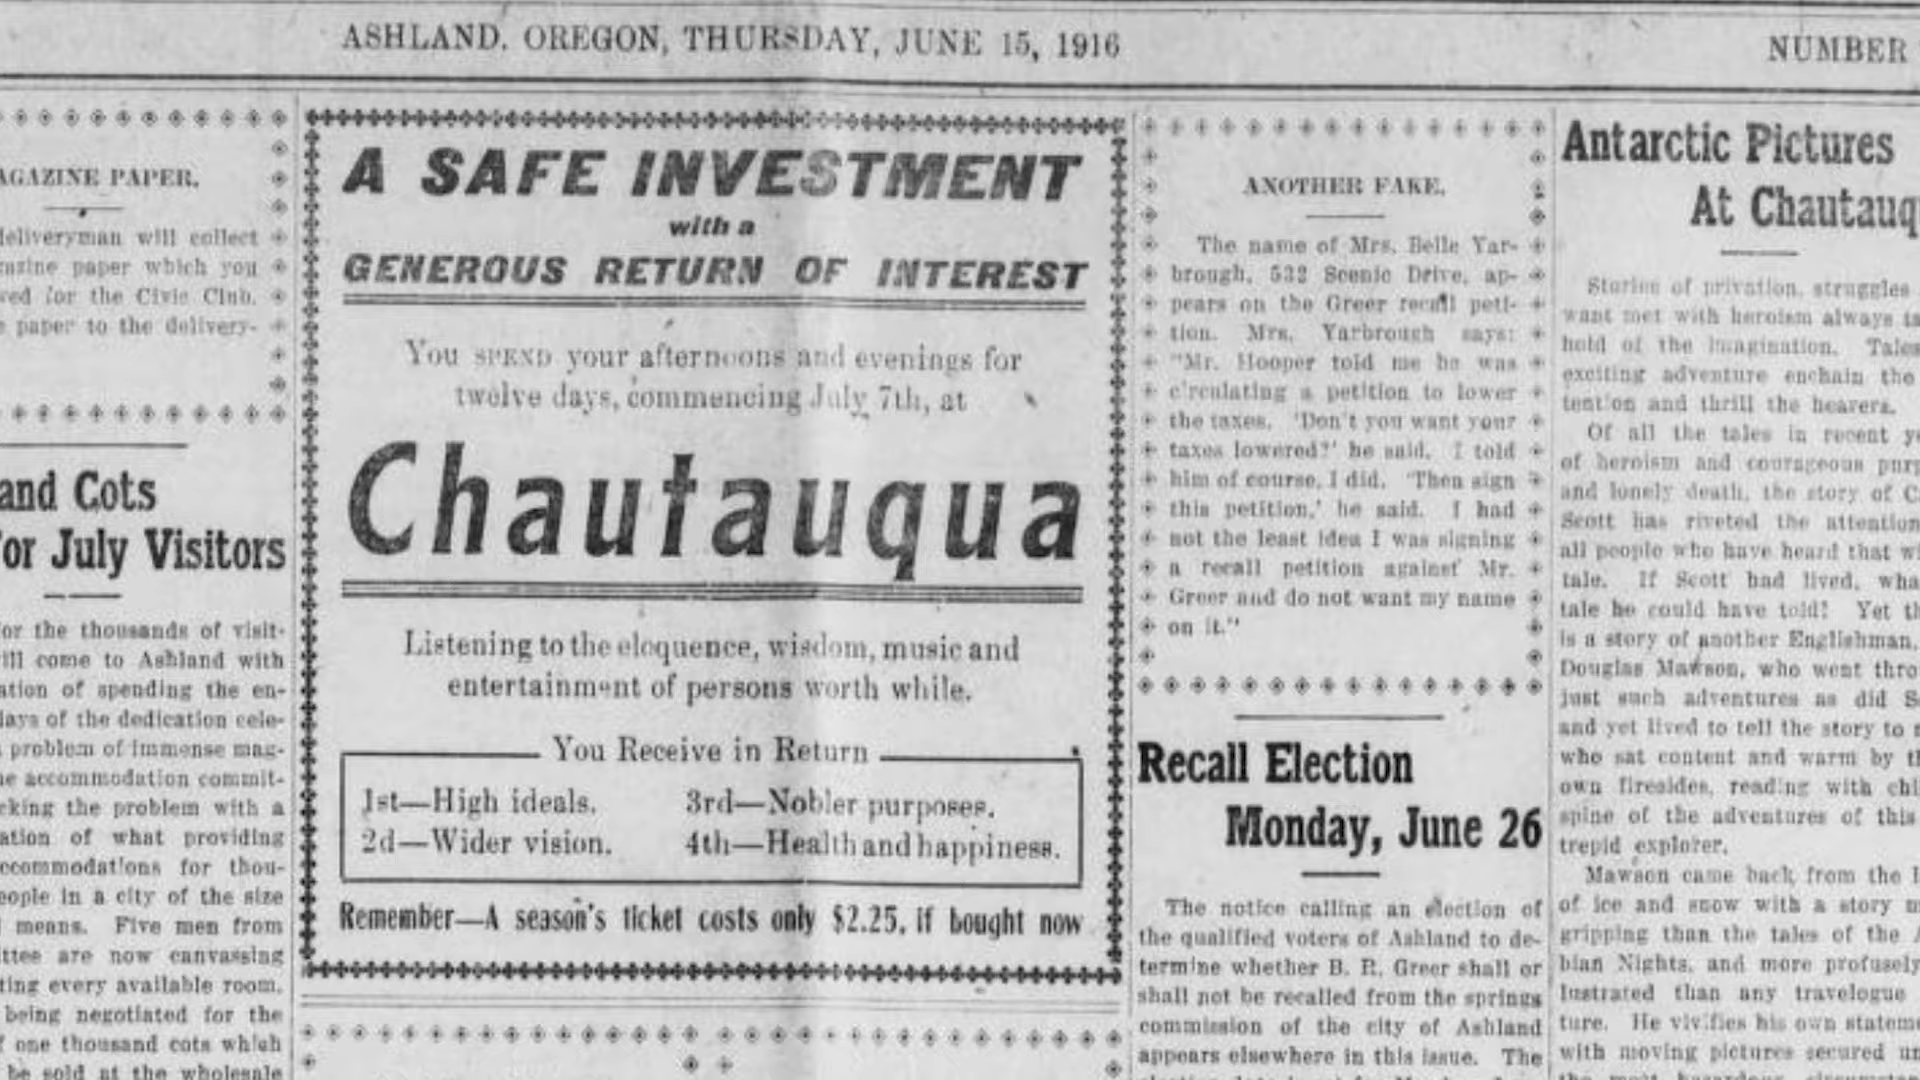 ASHLAND, OREGON, THURSDAY, JUNE 15, 1916
NUMBER
AGAZINE PAPER.
deliveryman will collect
azine paper which you
ved for the Civic Club.
paper to the delivery-
and Cots
for July Visitors
for the thousands of visit-
ill come to Ashland with
ation of spending the en-
days of the dedication cele-
problem of immense mag-
he accommodation commit-
cking the problem with a
ation of what providing
ccommodations for thou-
eople in a city of the size
means. Five men from
ittee are now canvassing
ting every available room.
being negotiated for the
f one thousand cots which
be sold at the wholesale
A SAFE INVESTMENT
with a
GENEROUS RETURN OF INTEREST
You SPEND your afternoons and evenings for
twelve days, commencing July 7th, at
Chautauqua
Listening to the eloquence, wisdom, music and
entertainment of persons worth while.
You Receive in Return
1st—High ideals.
2d—Wider vision.
3rd—Nobler purposes.
4th—Health and happiness.
Remember—A season's ticket costs only $2.25, if bought now
ANOTHER FAKE.
The name of Mrs. Belle Yar-
brough, 532 Scenic Drive, ap-
pears on the Greer recall peti-
tion. Mrs. Yarbrough says:
"Mr. Hooper told me he was
circulating a petition to lower
the taxes. 'Don't you want your
taxes lowered?' he said. I told
him of course, I did. 'Then sign
this petition,' he said. I had
not the least idea I was signing
a recall petition against Mr.
Greer and do not want my name
on it."
Recall Election
Monday, June 26
The notice calling an election of
the qualified voters of Ashland to de-
termine whether B. R. Greer shall or
shall not be recalled from the springs
commission of the city of Ashland
appears elsewhere in this issue. The
Antarctic Pictures
At Chautauq
Stories of privation, struggles
want met with heroism always ta
hold of the imagination. Tales
exciting adventure enchain the
tention and thrill the hearers.
Of all the tales in recent ye
of heroism and courageous purp
and lonely death, the story of C
Scott has riveted the attention
all people who have heard that w
tale. If Scott had lived, wha
tale he could have told! Yet th
is a story of another Englishman,
Douglas Mawson, who went thro
just such adventures as did S
and yet lived to tell the story to
who sat content and warm by th
own firesides, reading with chi
spine of the adventures of this
trepid explorer.
Mawson came back from the l
of ice and snow with a story m
gripping than the tales of the A
bian Nights, and more profusely
lustrated than any travelogue
ture. He vivifies his own stateme
with moving pictures secured un